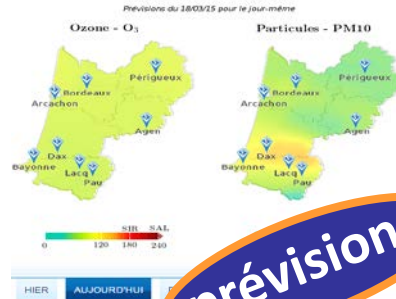 Prévisions du 18/03/15 pour le jour-même
Ozone - O₃
Particules - PM10
Périgueux
Bordeaux
Arcachon
Agen
Dax
Bayonne
Lacq
Pau
Périgueux
Bordeaux
Arcachon
Agen
Dax
Bayonne
Lacq
Pau
SIR SAL
0 120 180 240
HIER AUJOURD'HUI
prévision